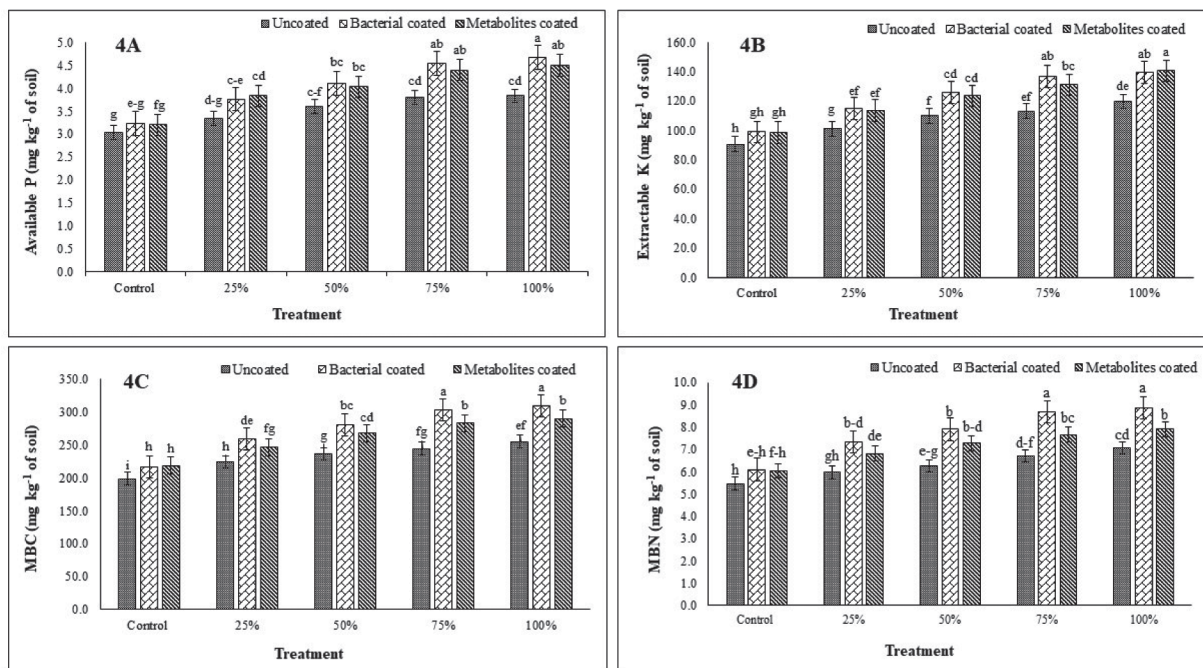 4A
Uncoated Bacterial coated Metabolites coated
Available P (mg kg⁻¹ of soil)
5.0
4.5
4.0
3.5
3.0
2.5
2.0
1.5
1.0
0.5
0.0
g e-g fg d-g c-e cd c-f bc bc cd ab ab cd a ab
Control 25% 50% 75% 100%
Treatment
4B
Uncoated Bacterial coated Metabolites coated
Extractable K (mg kg⁻¹ of soil)
160.0
140.0
120.0
100.0
80.0
60.0
40.0
20.0
0.0
h gh gh g ef ef f cd cd ef ab bc de ab a
Control 25% 50% 75% 100%
Treatment
4C
Uncoated Bacterial coated Metabolites coated
MBC (mg kg⁻¹ of soil)
350.0
300.0
250.0
200.0
150.0
100.0
50.0
0.0
i h h h de fg g bc cd fg a b ef a b
Control 25% 50% 75% 100%
Treatment
4D
Uncoated Bacterial coated Metabolites coated
MBN (mg kg⁻¹ of soil)
10.0
9.0
8.0
7.0
6.0
5.0
4.0
3.0
2.0
1.0
0.0
h e-h f-h gh b-d de e-g b b-d d-f a bc cd a b
Control 25% 50% 75% 100%
Treatment